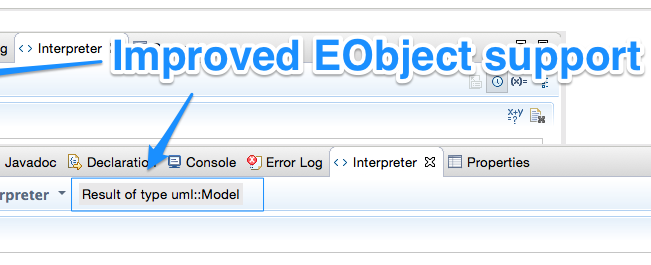 g Interpreter
Improved EObject support
(x)=
x+y
=?
Javadoc Declaration Console Error Log Interpreter Properties
rpreter Result of type uml::Model